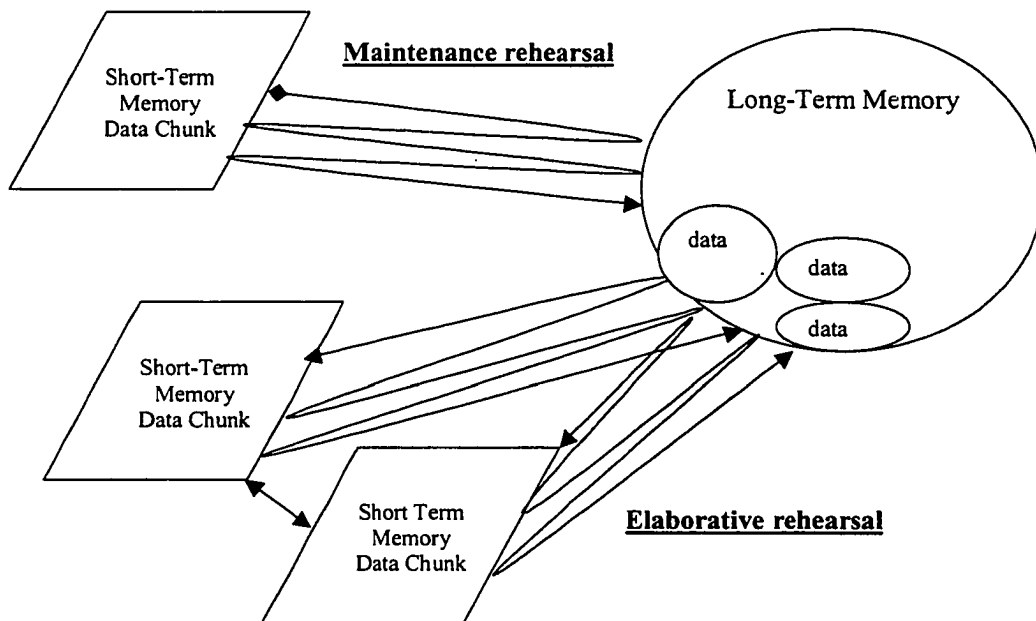 Maintenance rehearsal
Short-Term
Memory
Data Chunk
Long-Term Memory
data
data
data
Short-Term
Memory
Data Chunk
Short Term
Memory
Data Chunk
Elaborative rehearsal